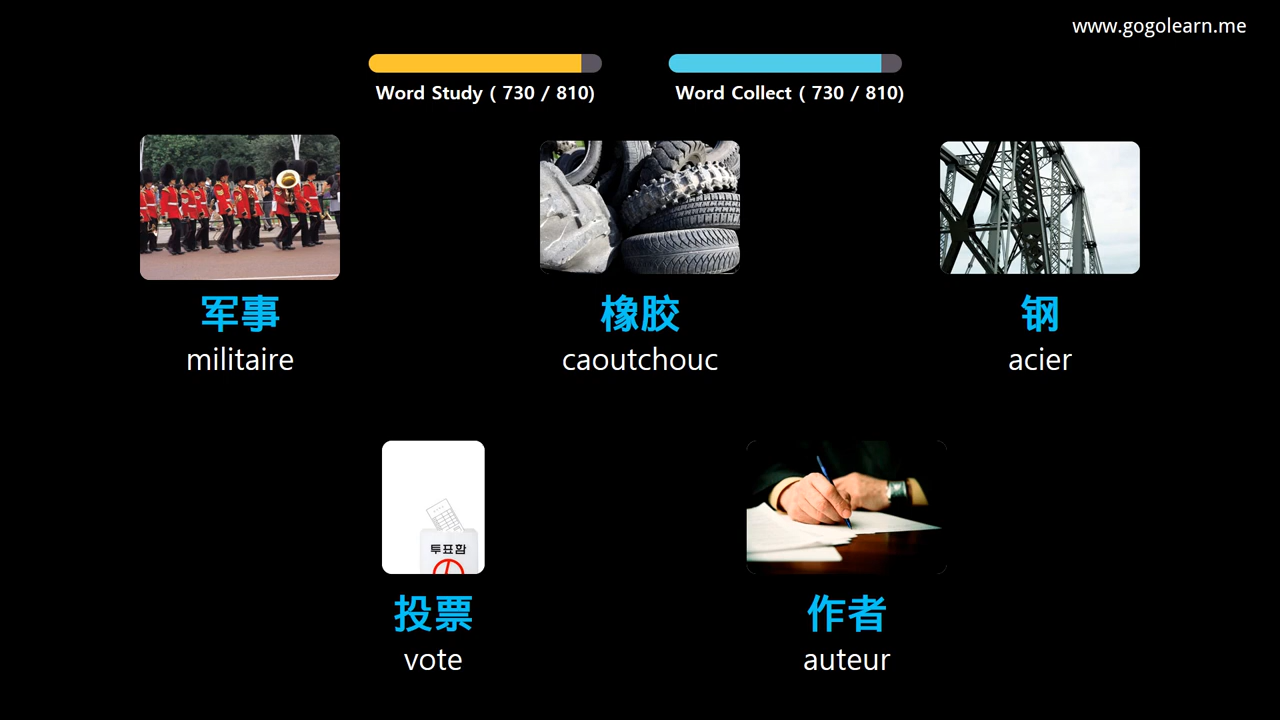 www.gogolearn.me
Word Study ( 730 / 810)
Word Collect ( 730 / 810)
军事
militaire
橡胶
caoutchouc
钢
acier
투표함
投票
vote
作者
auteur